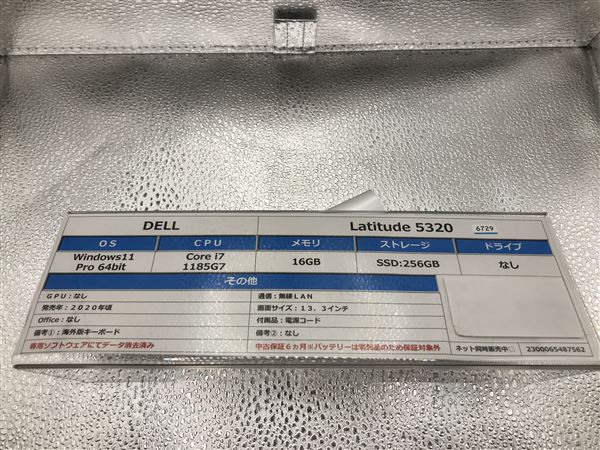 DELL Latitude 5320 6729
OS CPU メモリ ストレージ ドライブ
Windows11 Pro 64bit Core i7 1185G7 16GB SSD:256GB なし
その他
GPU:なし 通信:無線LAN
発売年:2020年頃 画面サイズ:13.3インチ
Office:なし 付属品:電源コード
備考①:海外版キーボード 備考②:なし
専用ソフトウェアにてデータ消去済み 中古保証6ヵ月※バッテリーは消耗品のため保証対象外 ネット同時販売中□ 2300065487562